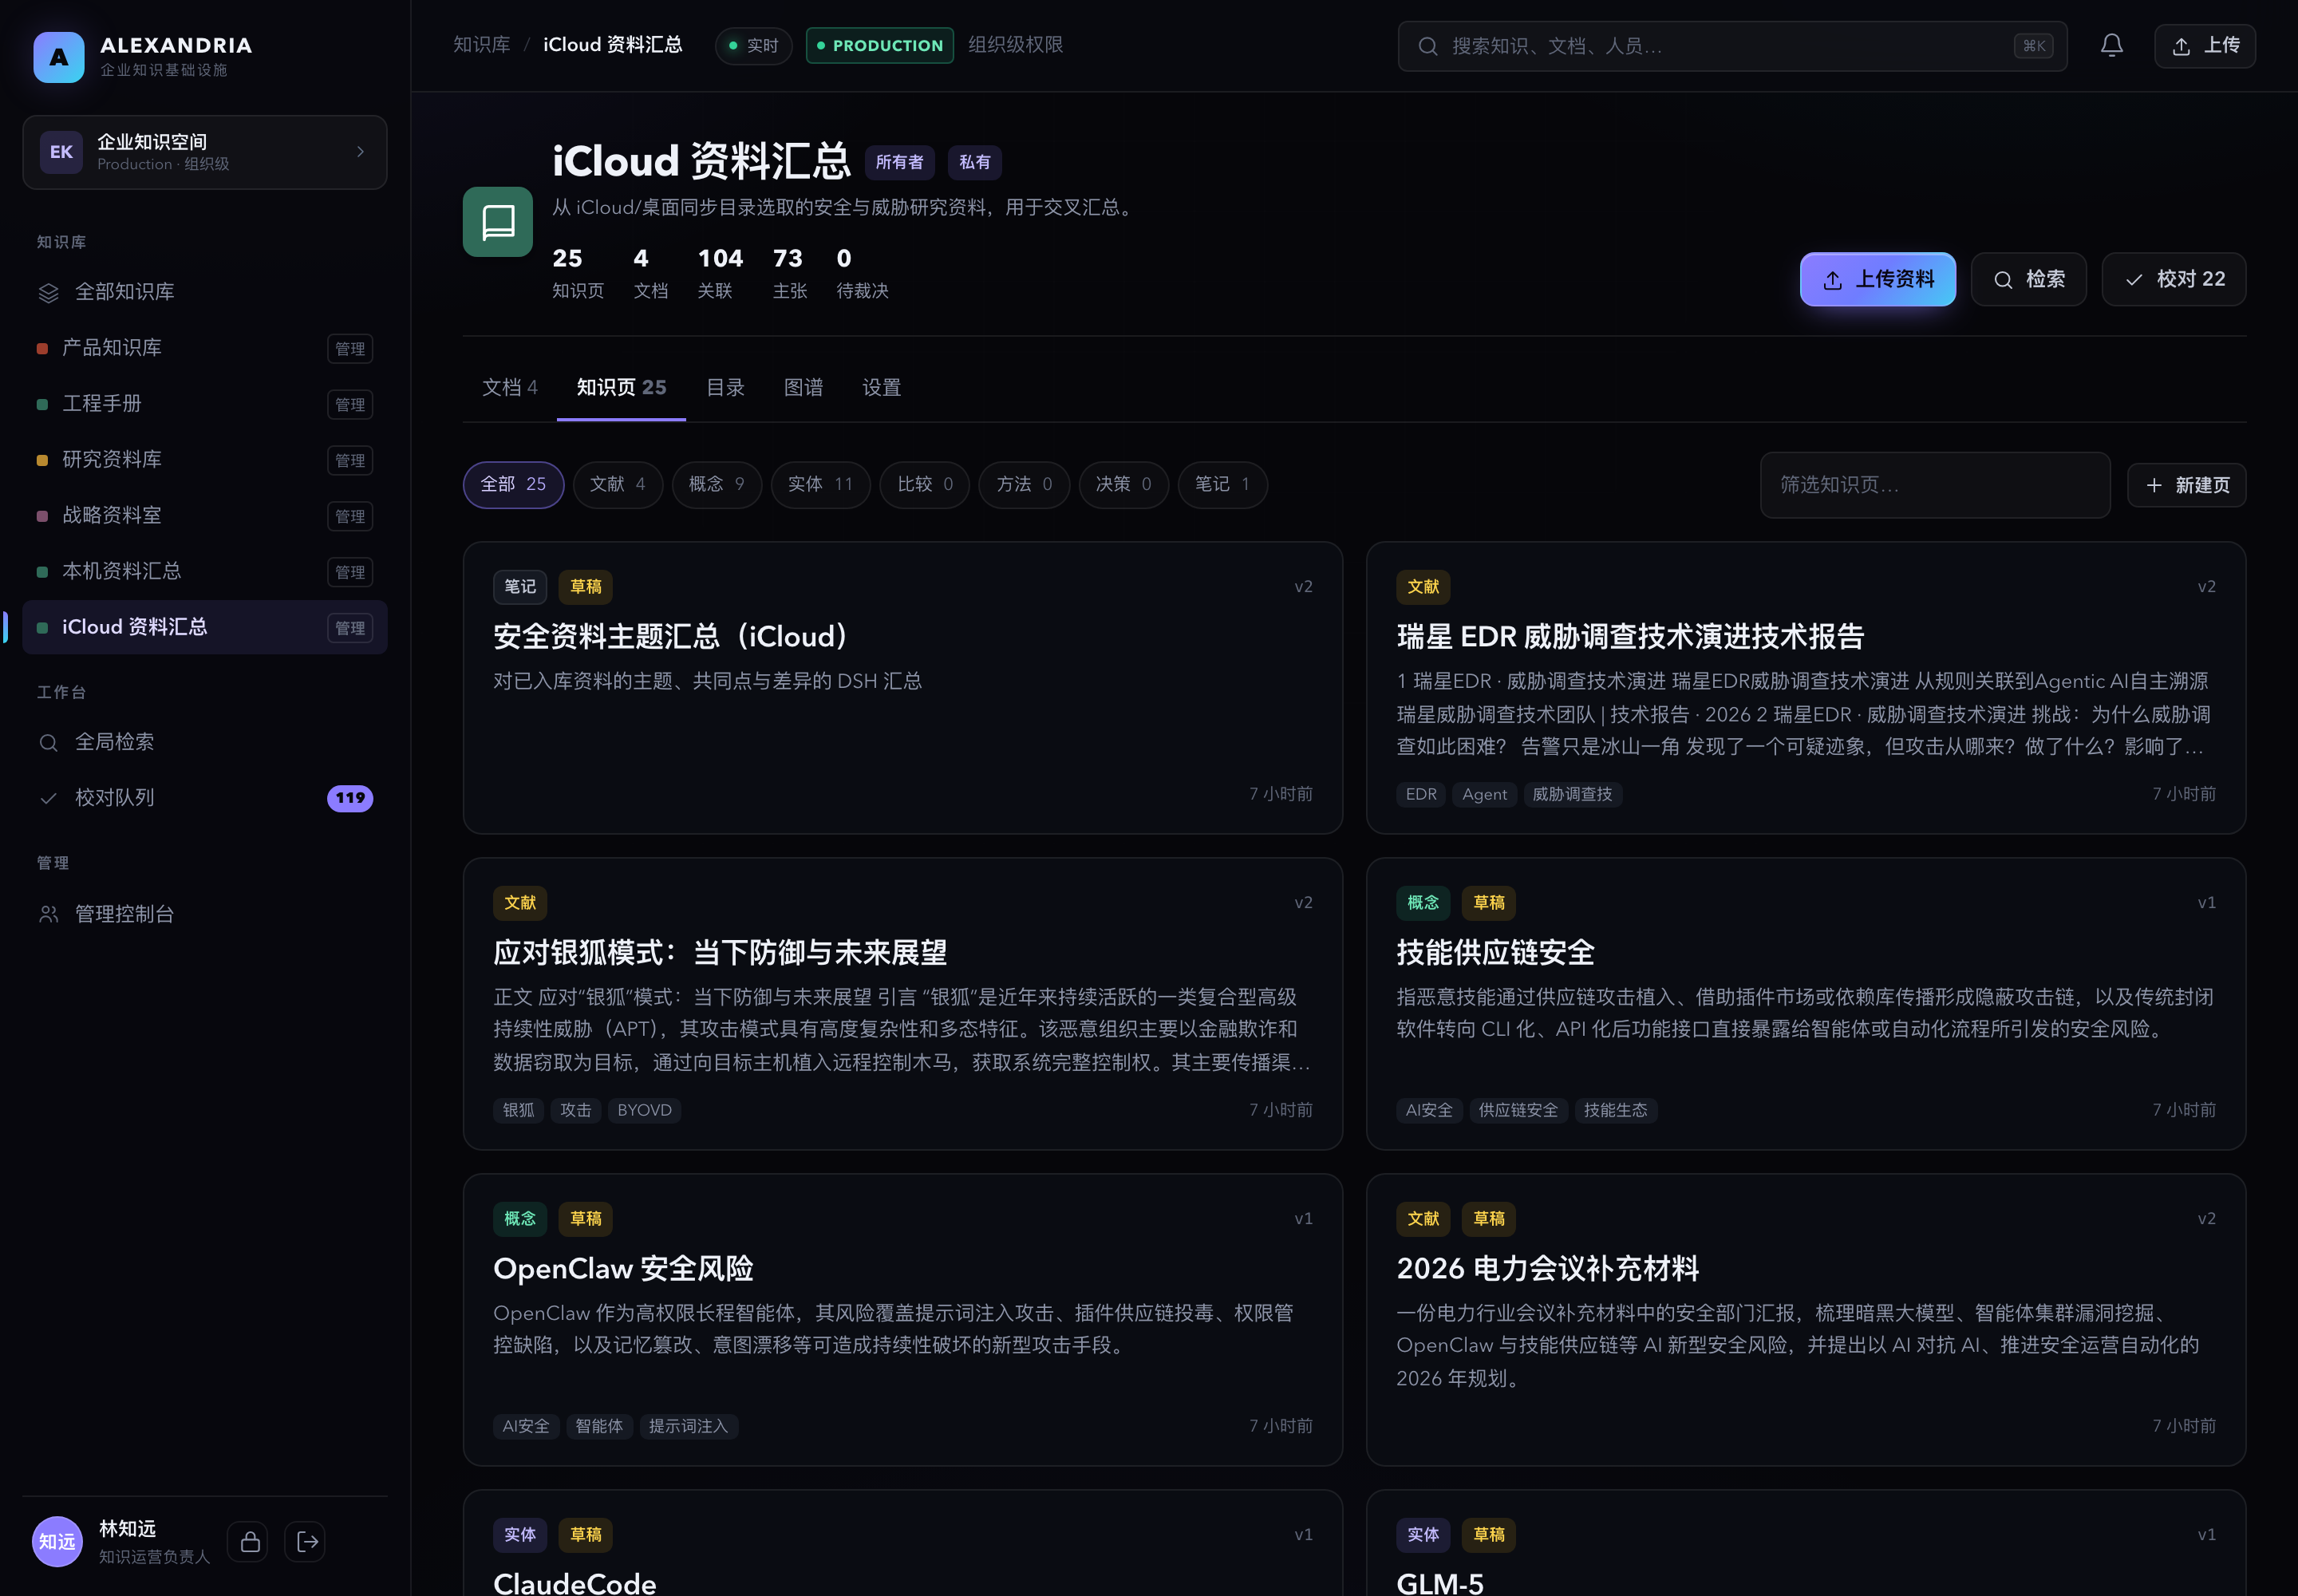 A
ALEXANDRIA
企业知识基础设施
EK
企业知识空间
Production · 组织级
知识库
全部知识库
产品知识库 管理
工程手册 管理
研究资料库 管理
战略资料室 管理
本机资料汇总 管理
iCloud 资料汇总 管理
工作台
全局检索
校对队列 119
管理
管理控制台
知远
林知远
知识运营负责人
知识库 / iCloud 资料汇总 实时 PRODUCTION 组织级权限
搜索知识、文档、人员... ⌘K
上传
iCloud 资料汇总 所有者 私有
从 iCloud/桌面同步目录选取的安全与威胁研究资料，用于交叉汇总。
25 4 104 73 0
知识页 文档 关联 主张 待裁决
上传资料 检索 校对 22
文档 4 知识页 25 目录 图谱 设置
全部 25 文献 4 概念 9 实体 11 比较 0 方法 0 决策 0 笔记 1
筛选知识页...
新建页
笔记 草稿 v2
安全资料主题汇总（iCloud）
对已入库资料的主题、共同点与差异的 DSH 汇总
7 小时前
文献 v2
瑞星 EDR 威胁调查技术演进技术报告
1 瑞星EDR · 威胁调查技术演进 瑞星EDR威胁调查技术演进 从规则关联到Agentic AI自主溯源
瑞星威胁调查技术团队 | 技术报告 · 2026 2 瑞星EDR · 威胁调查技术演进 挑战：为什么威胁调
查如此困难？ 告警只是冰山一角 发现了一个可疑迹象，但攻击从哪来？做了什么？影响了...
EDR Agent 威胁调查技 7 小时前
文献 v2
应对银狐模式：当下防御与未来展望
正文 应对“银狐”模式：当下防御与未来展望 引言 “银狐”是近年来持续活跃的一类复合型高级
持续性威胁（APT），其攻击模式具有高度复杂性和多态特征。该恶意组织主要以金融欺诈和
数据窃取为目标，通过向目标主机植入远程控制木马，获取系统完整控制权。其主要传播渠...
银狐 攻击 BYOVD 7 小时前
概念 草稿 v1
技能供应链安全
指恶意技能通过供应链攻击植入、借助插件市场或依赖库传播形成隐蔽攻击链，以及传统封闭
软件转向 CLI 化、API 化后功能接口直接暴露给智能体或自动化流程所引发的安全风险。
AI安全 供应链安全 技能生态 7 小时前
概念 草稿 v1
OpenClaw 安全风险
OpenClaw 作为高权限长程智能体，其风险覆盖提示词注入攻击、插件供应链投毒、权限管
控缺陷，以及记忆篡改、意图漂移等可造成持续性破坏的新型攻击手段。
AI安全 智能体 提示词注入 7 小时前
文献 草稿 v2
2026 电力会议补充材料
一份电力行业会议补充材料中的安全部门汇报，梳理暗黑大模型、智能体集群漏洞挖掘、
OpenClaw 与技能供应链等 AI 新型安全风险，并提出以 AI 对抗 AI、推进安全运营自动化的
2026 年规划。
7 小时前
实体 草稿 v1
ClaudeCode
实体 草稿 v1
GLM-5